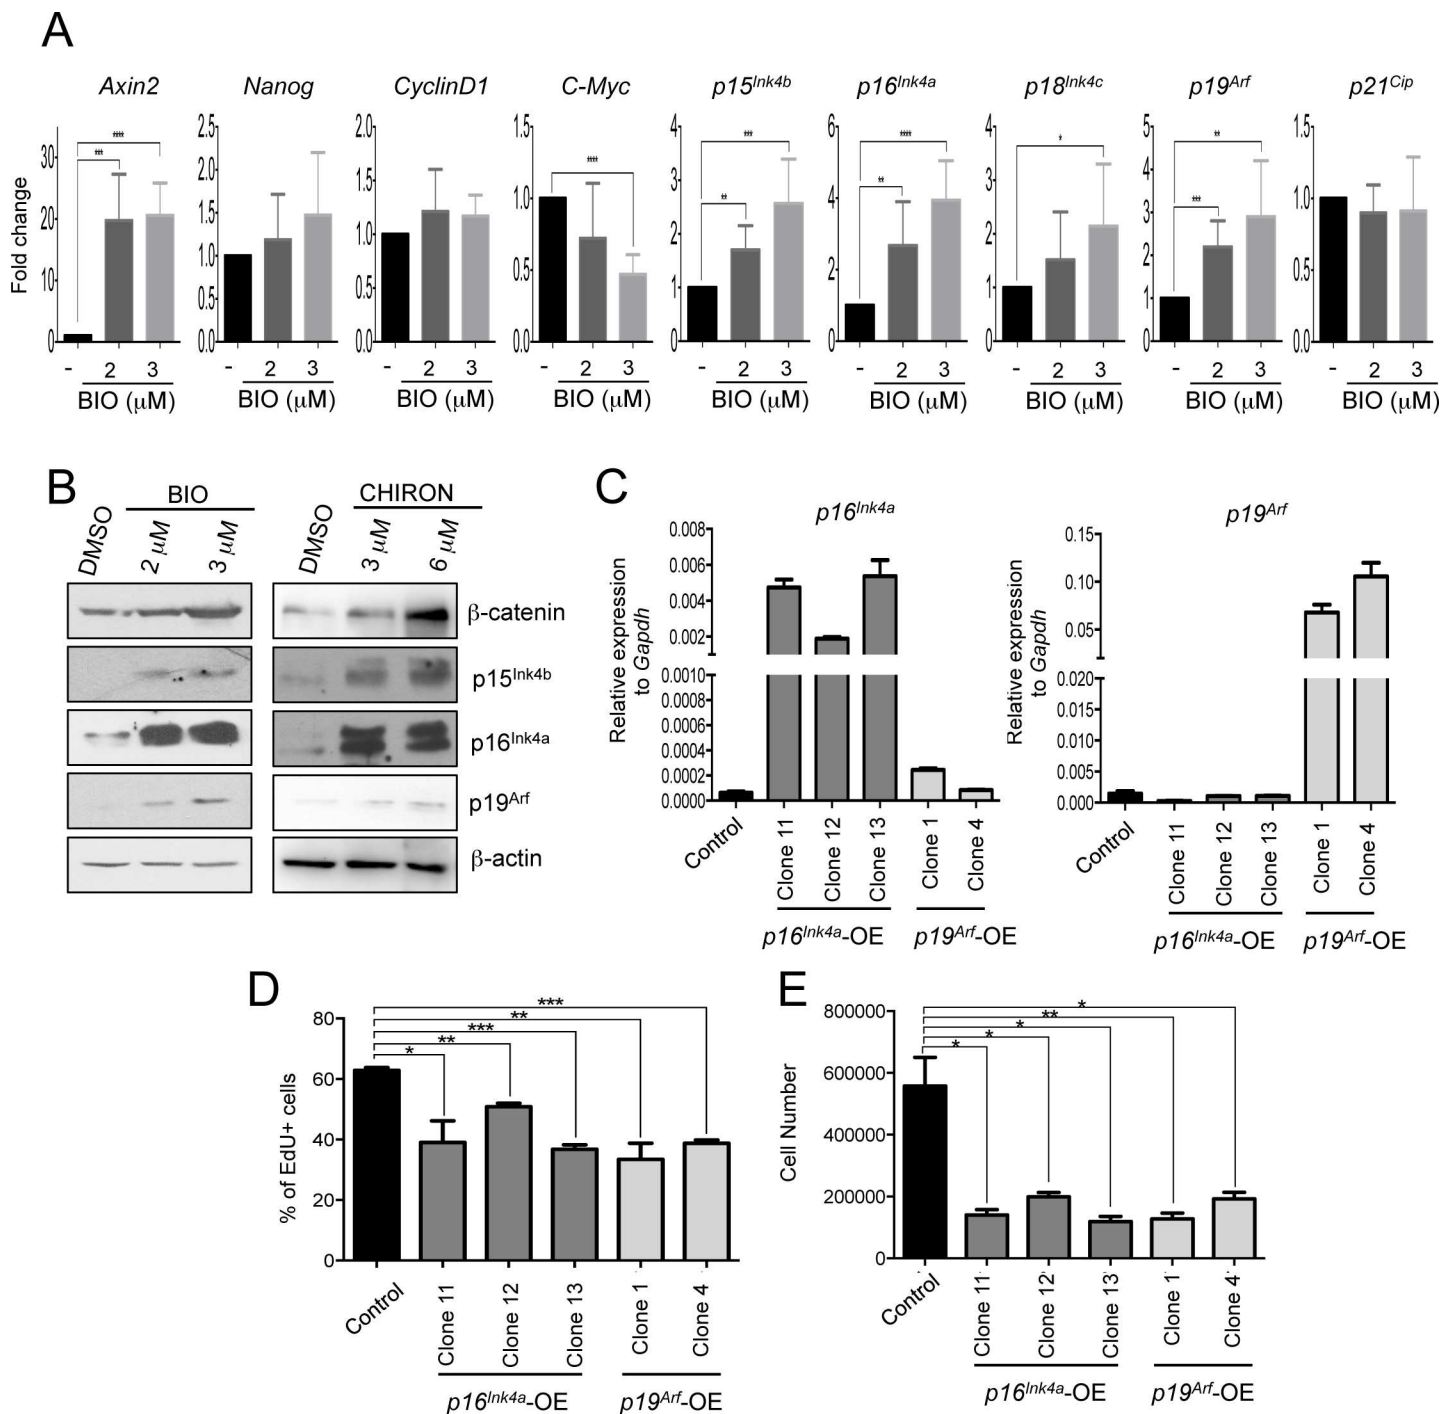 A
Axin2 Nanog CyclinD1 C-Myc p15Ink4b p16Ink4a p18Ink4c p19Arf p21Cip
Fold change
30 20 10 0
2.5 2.0 1.5 1.0 0.5 0.0
2.0 1.5 1.0 0.5 0.0
1.5 1.0 0.5 0.0
4 3 2 1 0
6 4 2 0
4 3 2 1 0
5 4 3 2 1 0
1.5 1.0 0.5 0.0
*** ****
****
** ***
** ****
*
*** **
- 2 3 - 2 3 - 2 3 - 2 3 - 2 3 - 2 3 - 2 3 - 2 3 - 2 3
BIO (μM) BIO (μM) BIO (μM) BIO (μM) BIO (μM) BIO (μM) BIO (μM) BIO (μM) BIO (μM)
B
BIO CHIRON
DMSO 2 μM 3 μM DMSO 3 μM 6 μM
β-catenin
p15Ink4b
p16Ink4a
p19Arf
β-actin
C
p16Ink4a
Relative expression
to Gapdh
0.008
0.006
0.004
0.002
0.0010
0.0008
0.0006
0.0004
0.0002
0.0000
Control Clone 11 Clone 12 Clone 13 Clone 1 Clone 4
p16Ink4a-OE p19Arf-OE
p19Arf
Relative expression
to Gapdh
0.15
0.10
0.05
0.020
0.015
0.010
0.005
0.000
Control Clone 11 Clone 12 Clone 13 Clone 1 Clone 4
p16Ink4a-OE p19Arf-OE
D
% of EdU+ cells
80
60
40
20
0
***
**
***
**
*
Control Clone 11 Clone 12 Clone 13 Clone 1 Clone 4
p16Ink4a-OE p19Arf-OE
E
Cell Number
800000
600000
400000
200000
0
*
**
*
*
*
Control Clone 11 Clone 12 Clone 13 Clone 1 Clone 4
p16Ink4a-OE p19Arf-OE